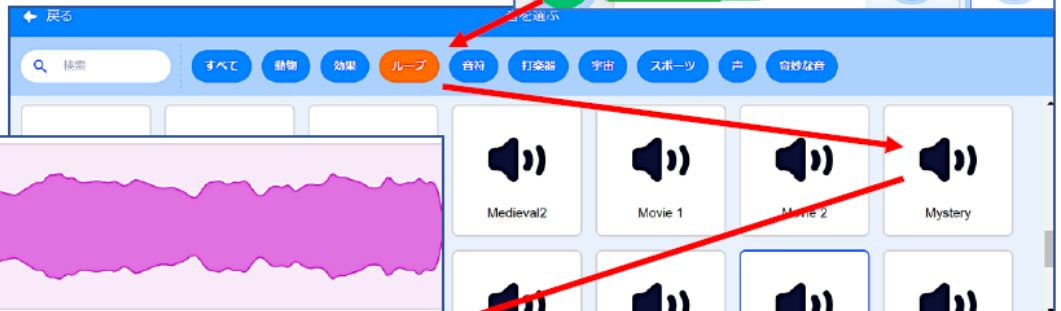 戻る
音を選ぶ
検索 すべて 動物 効果 ループ 音符 打楽器 宇宙 スポーツ 声 奇妙な音
Medieval2 Movie 1 Movie 2 Mystery